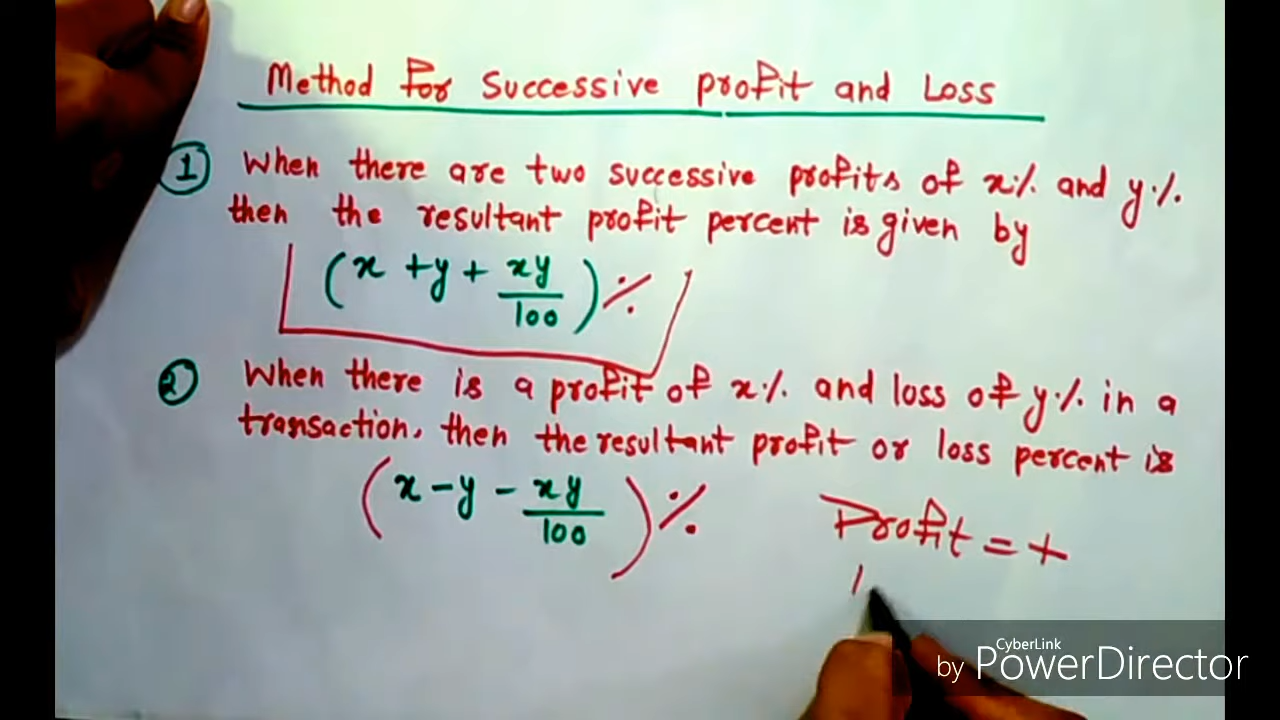 Method For Successive profit and Loss
1 When there are two successive profits of x% and y%.
then the resultant profit percent is given by
(x + y + xy/100)%
2 When there is a profit of x% and loss of y% in a
transaction, then the resultant profit or loss percent is
(x - y - xy/100)%
Profit = +
CyberLink
by PowerDirector